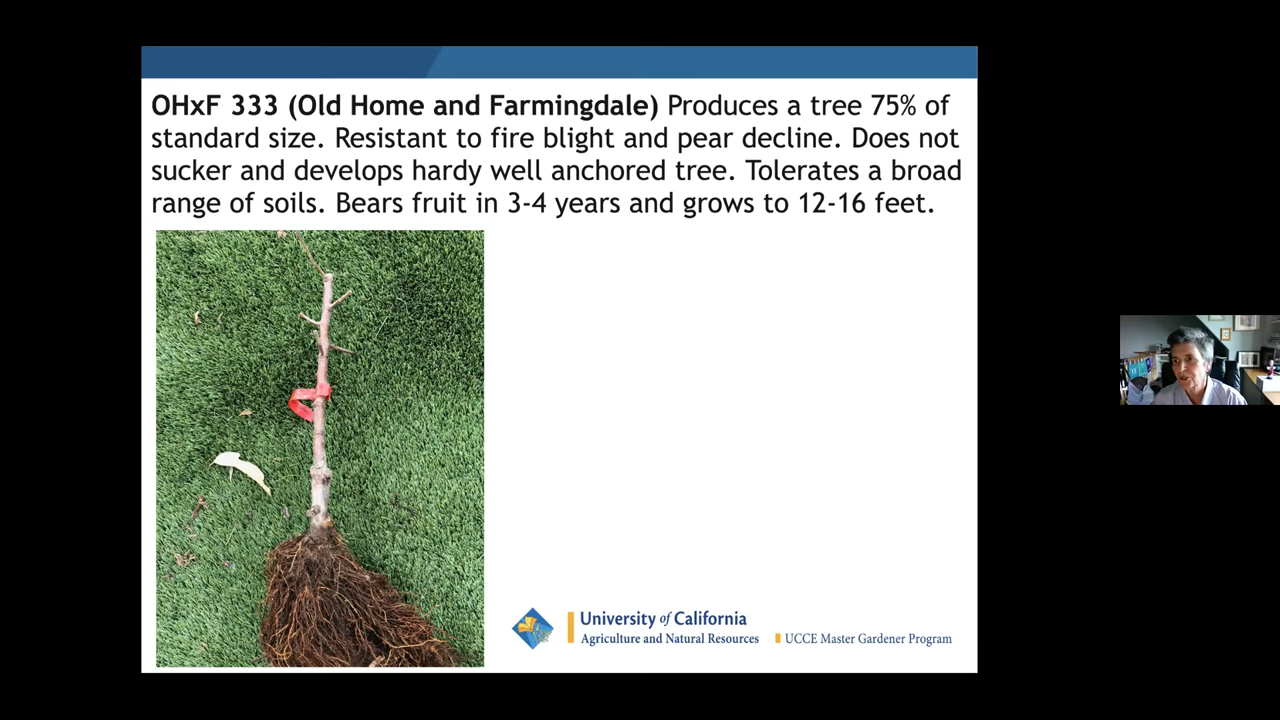 OHxF 333 (Old Home and Farmingdale) Produces a tree 75% of
standard size. Resistant to fire blight and pear decline. Does not
sucker and develops hardy well anchored tree. Tolerates a broad
range of soils. Bears fruit in 3-4 years and grows to 12-16 feet.
University of California
Agriculture and Natural Resources UCCE Master Gardener Program